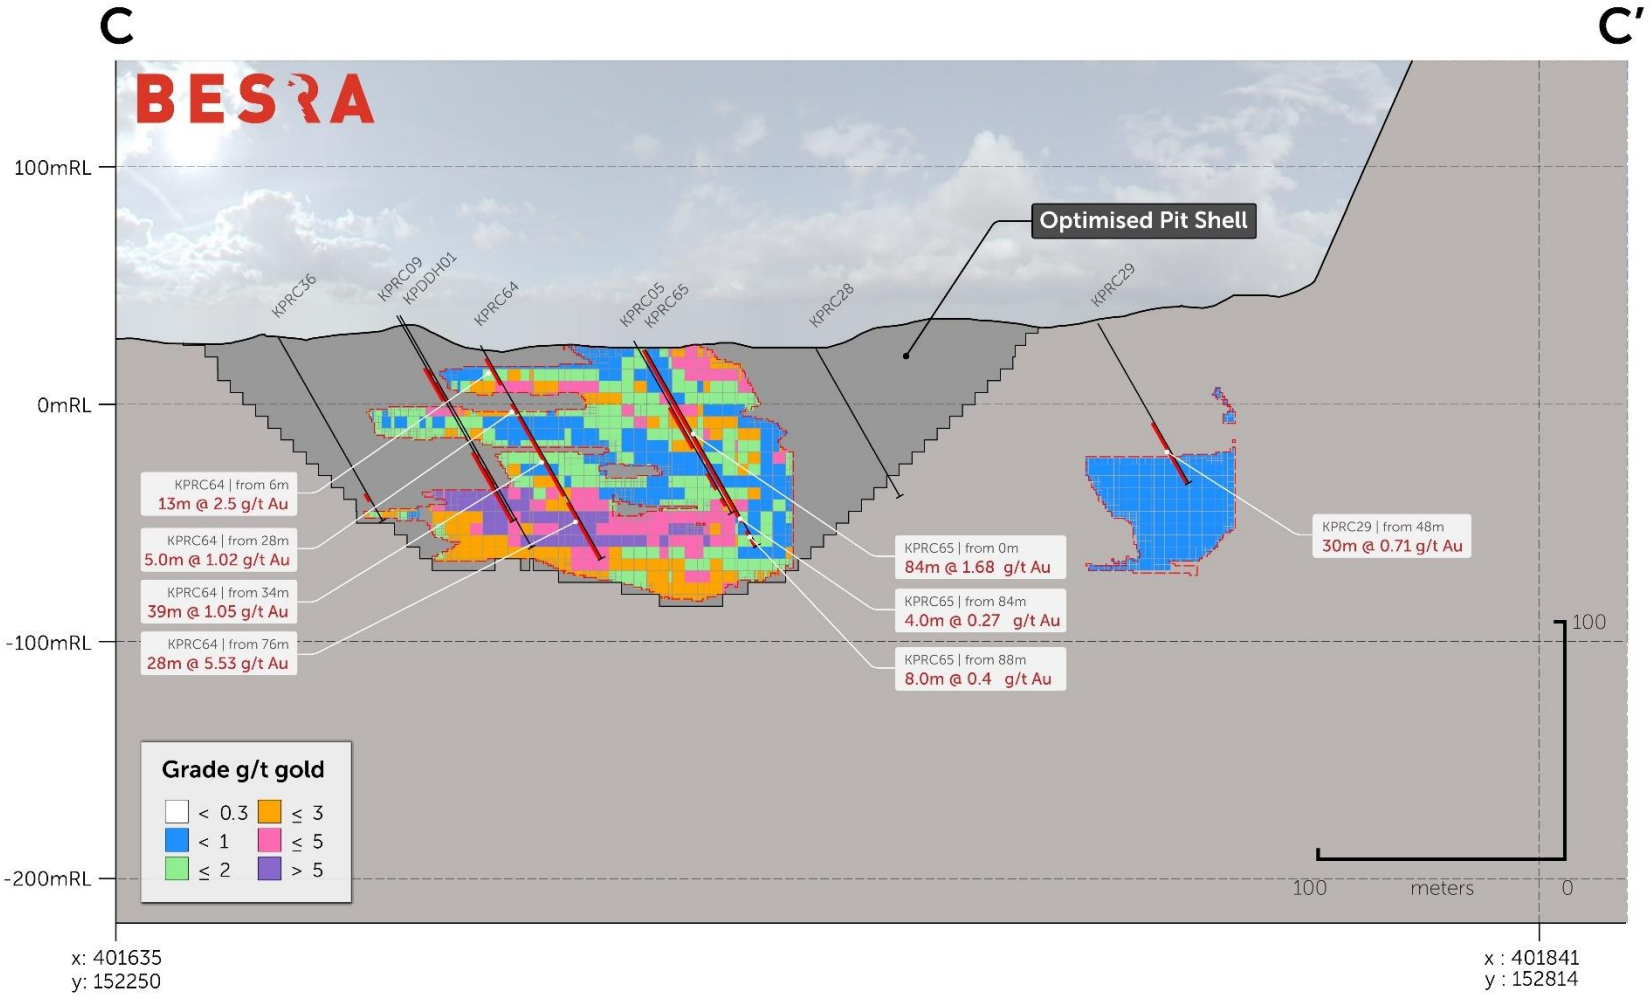 C
C'
BESRA
100mRL
0mRL
-100mRL
-200mRL
Optimised Pit Shell
KPRC36
KPRC09
KPDDH01
KPRC64
KPRC05
KPRC65
KPRC28
KPRC29
KPRC64 | from 6m
13m @ 2.5 g/t Au
KPRC64 | from 28m
5.0m @ 1.02 g/t Au
KPRC64 | from 34m
39m @ 1.05 g/t Au
KPRC64 | from 76m
28m @ 5.53 g/t Au
KPRC65 | from 0m
84m @ 1.68 g/t Au
KPRC65 | from 84m
4.0m @ 0.27 g/t Au
KPRC65 | from 88m
8.0m @ 0.4 g/t Au
KPRC29 | from 48m
30m @ 0.71 g/t Au
Grade g/t gold
< 0.3 ≤ 3
< 1 ≤ 5
≤ 2 > 5
100
100 meters 0
x: 401635
y: 152250
x : 401841
y : 152814